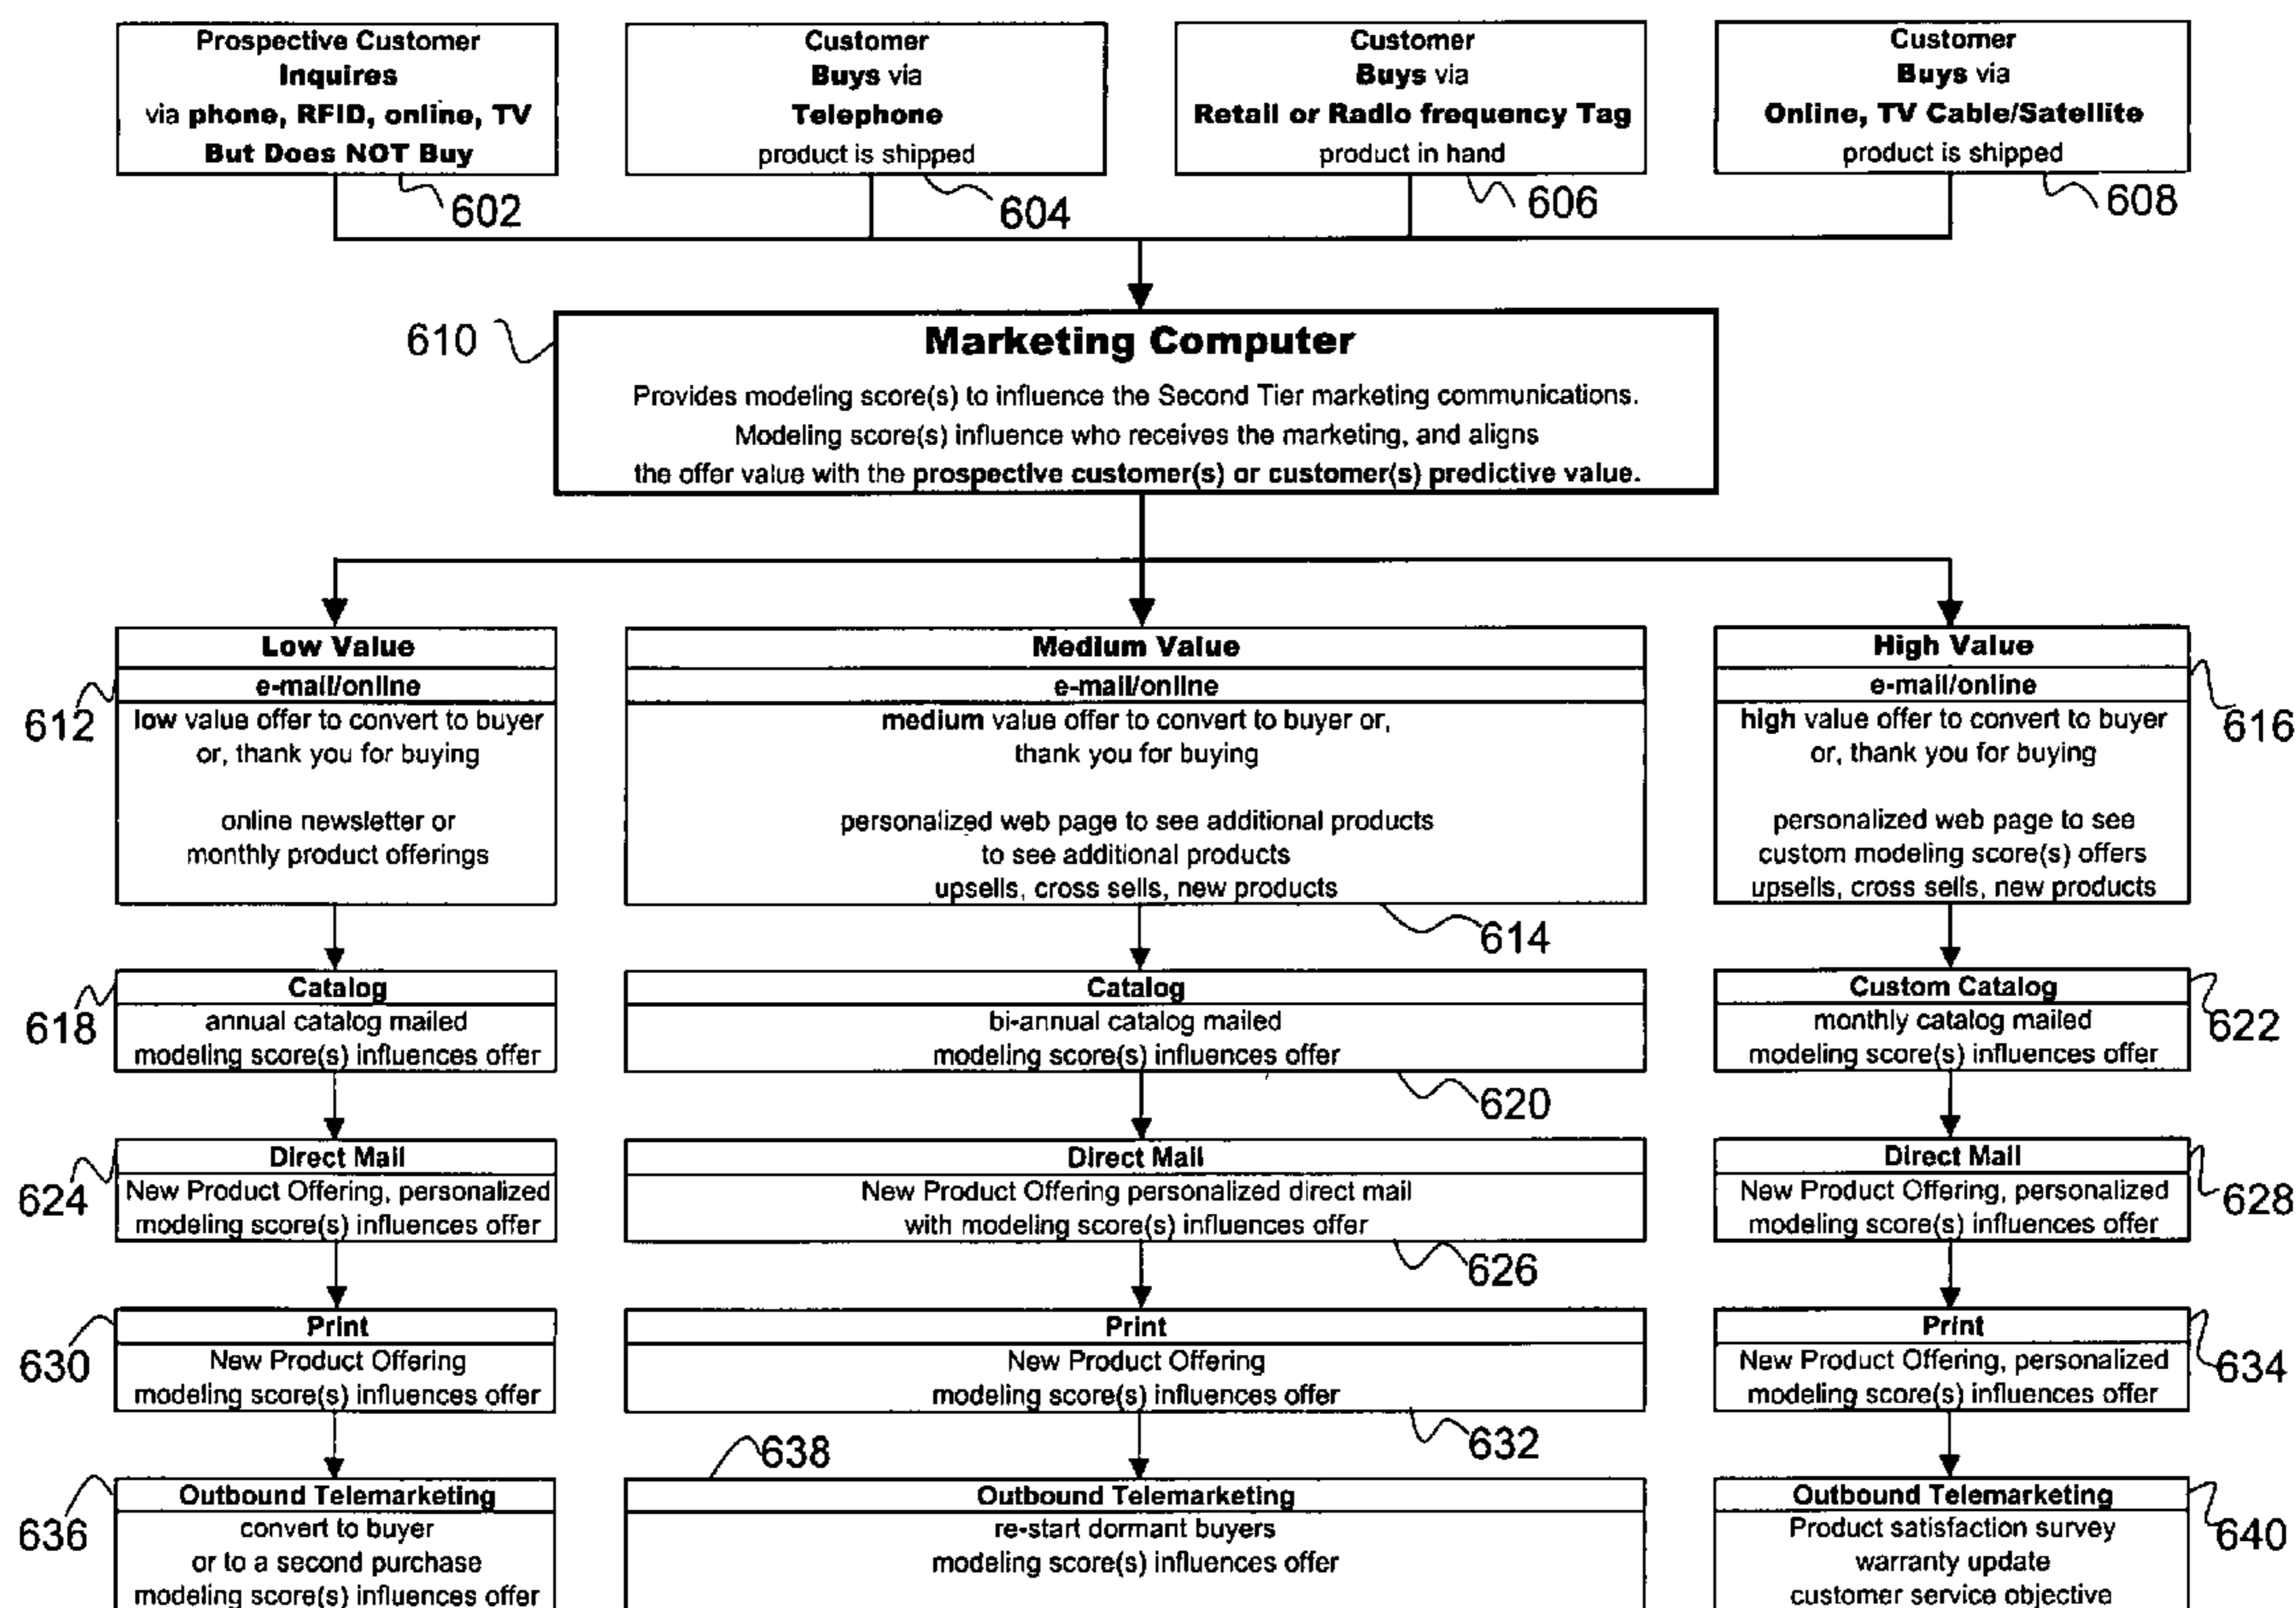 Prospective Customer
Inquires
via phone, RFID, online, TV
But Does NOT Buy
602
Customer
Buys via
Telephone
product is shipped
604
Customer
Buys via
Retail or Radio frequency Tag
product in hand
606
Customer
Buys via
Online, TV Cable/Satellite
product is shipped
608
610
Marketing Computer
Provides modeling score(s) to influence the Second Tier marketing communications.
Modeling score(s) influence who receives the marketing, and aligns
the offer value with the prospective customer(s) or customer(s) predictive value.
Low Value
e-mail/online
612
low value offer to convert to buyer
or, thank you for buying
online newsletter or
monthly product offerings
Medium Value
e-mail/online
medium value offer to convert to buyer or,
thank you for buying
personalized web page to see additional products
to see additional products
upsells, cross sells, new products
614
High Value
e-mail/online
616
high value offer to convert to buyer
or, thank you for buying
personalized web page to see
custom modeling score(s) offers
upsells, cross sells, new products
618
Catalog
annual catalog mailed
modeling score(s) influences offer
Catalog
bi-annual catalog mailed
modeling score(s) influences offer
620
Custom Catalog
monthly catalog mailed
modeling score(s) influences offer
622
624
Direct Mail
New Product Offering, personalized
modeling score(s) influences offer
Direct Mail
New Product Offering personalized direct mail
with modeling score(s) influences offer
626
Direct Mail
New Product Offering, personalized
modeling score(s) influences offer
628
630
Print
New Product Offering
modeling score(s) influences offer
Print
New Product Offering
modeling score(s) influences offer
632
Print
New Product Offering, personalized
modeling score(s) influences offer
634
636
Outbound Telemarketing
convert to buyer
or to a second purchase
modeling score(s) influences offer
638
Outbound Telemarketing
re-start dormant buyers
modeling score(s) influences offer
Outbound Telemarketing
Product satisfaction survey
warranty update
customer service objective
640